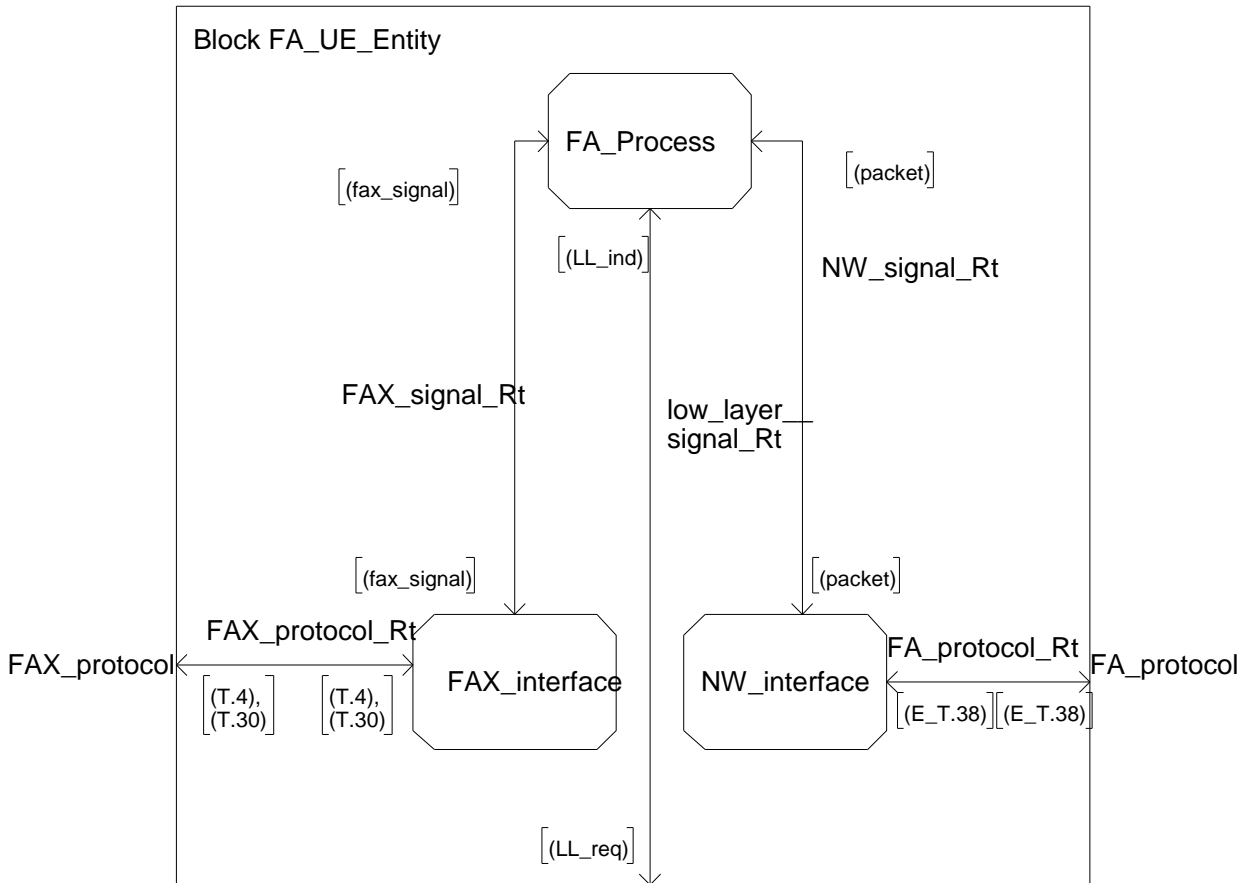 Block FA_UE_Entity
FA_Process
[(fax_signal)]
[(packet)]
[(LL_ind)]
NW_signal_Rt
FAX_signal_Rt
low_layer__
signal_Rt
[(fax_signal)]
[(packet)]
FAX_protocol_Rt
FA_protocol_Rt
FAX_protocol
FAX_interface
NW_interface
FA_protocol
[(T.4),
(T.30)]
[(T.4),
(T.30)]
[(E_T.38)]
[(E_T.38)]
[(LL_req)]